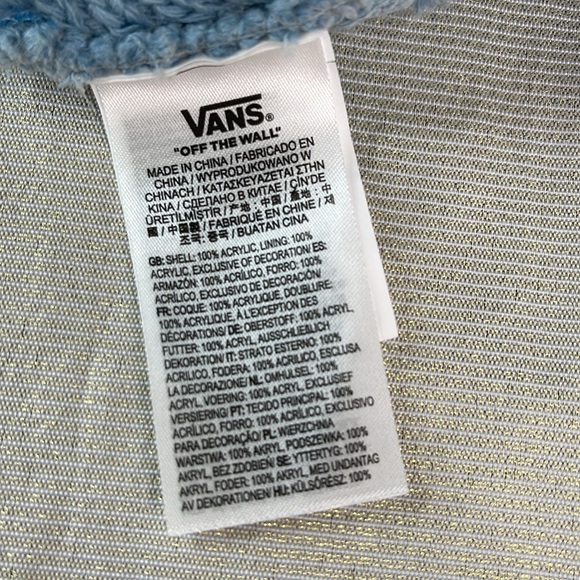 VANS®
"OFF THE WALL"
MADE IN CHINA / FABRICADO EN
CHINA / WYPRODUKOWANO W
CHINACH / ΚΑΤΑΣΚΕΥΑΖΕΤΑΙ ΣΤΗΝ
ΚΙΝΑ / СДЕЛАНО В КИТАЕ / ÇİN'DE
ÜRETİLMİŞTİR / 产地：中国 / 產地：中
國 / 中国製 / FABRIQUÉ EN CHINE / 제
조국: 중국 / BUATAN CINA
GB: SHELL: 100% ACRYLIC, LINING: 100%
ACRYLIC, EXCLUSIVE OF DECORATION/ ES:
ARMAZÓN: 100% ACRÍLICO, FORRO: 100%
ACRÍLICO, EXCLUSIVO DE DECORACIÓN/
FR: COQUE: 100% ACRYLIQUE, DOUBLURE:
100% ACRYLIQUE, À L'EXCEPTION DES
DÉCORATIONS/ DE: OBERSTOFF: 100% ACRYL,
FUTTER: 100% ACRYL, AUSSCHLIEBLICH
DEKORATION/ IT: STRATO ESTERNO: 100%
ACRILICO, FODERA: 100% ACRILICO, ESCLUSA
LA DECORAZIONE/ NL: OMHULSEL: 100%
ACRYL, VOERING: 100% ACRYL, EXCLUSIEF
VERSIERING/ PT: TECIDO PRINCIPAL: 100%
ACRÍLICO, FORRO: 100% ACRÍLICO, EXCLUSIVO
PARA DECORAÇÃO/ PL: WIERZCHNIA
WARSTWA: 100% AKRYL, PODSZEWKA: 100%
AKRYL, BEZ ZDOBIEŃ/ SE: YTTERTYG: 100%
AKRYL, FODER: 100% AKRYL, MED UNDANTAG
AV DEKORATIONEN/ HU: KÜLSŐRÉSZ: 100%